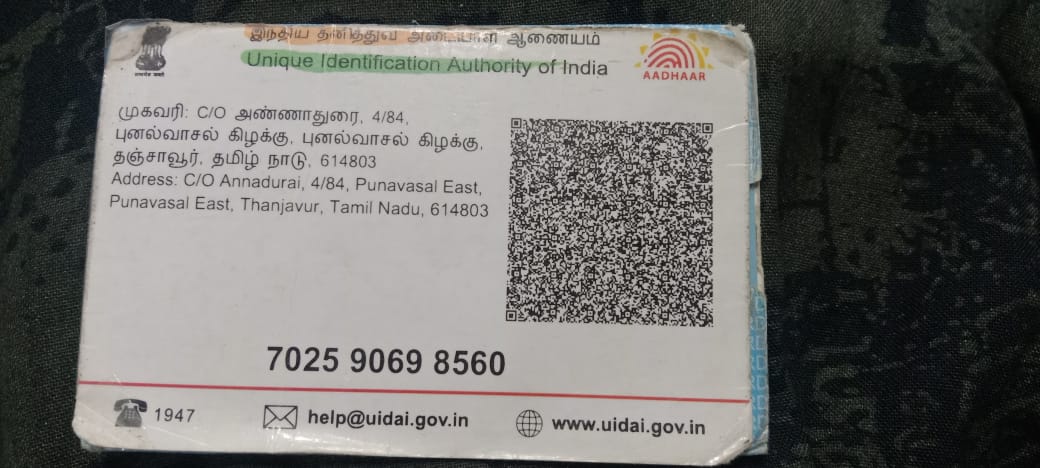 இந்திய தனித்துவ அடையாள ஆணையம்
Unique Identification Authority of India
AADHAAR
முகவரி: C/O அண்ணாதுரை, 4/84,
புனல்வாசல் கிழக்கு, புனல்வாசல் கிழக்கு,
தஞ்சாவூர், தமிழ் நாடு, 614803
Address: C/O Annadurai, 4/84, Punavasal East,
Punavasal East, Thanjavur, Tamil Nadu, 614803
7025 9069 8560
1947
help@uidai.gov.in
www.uidai.gov.in